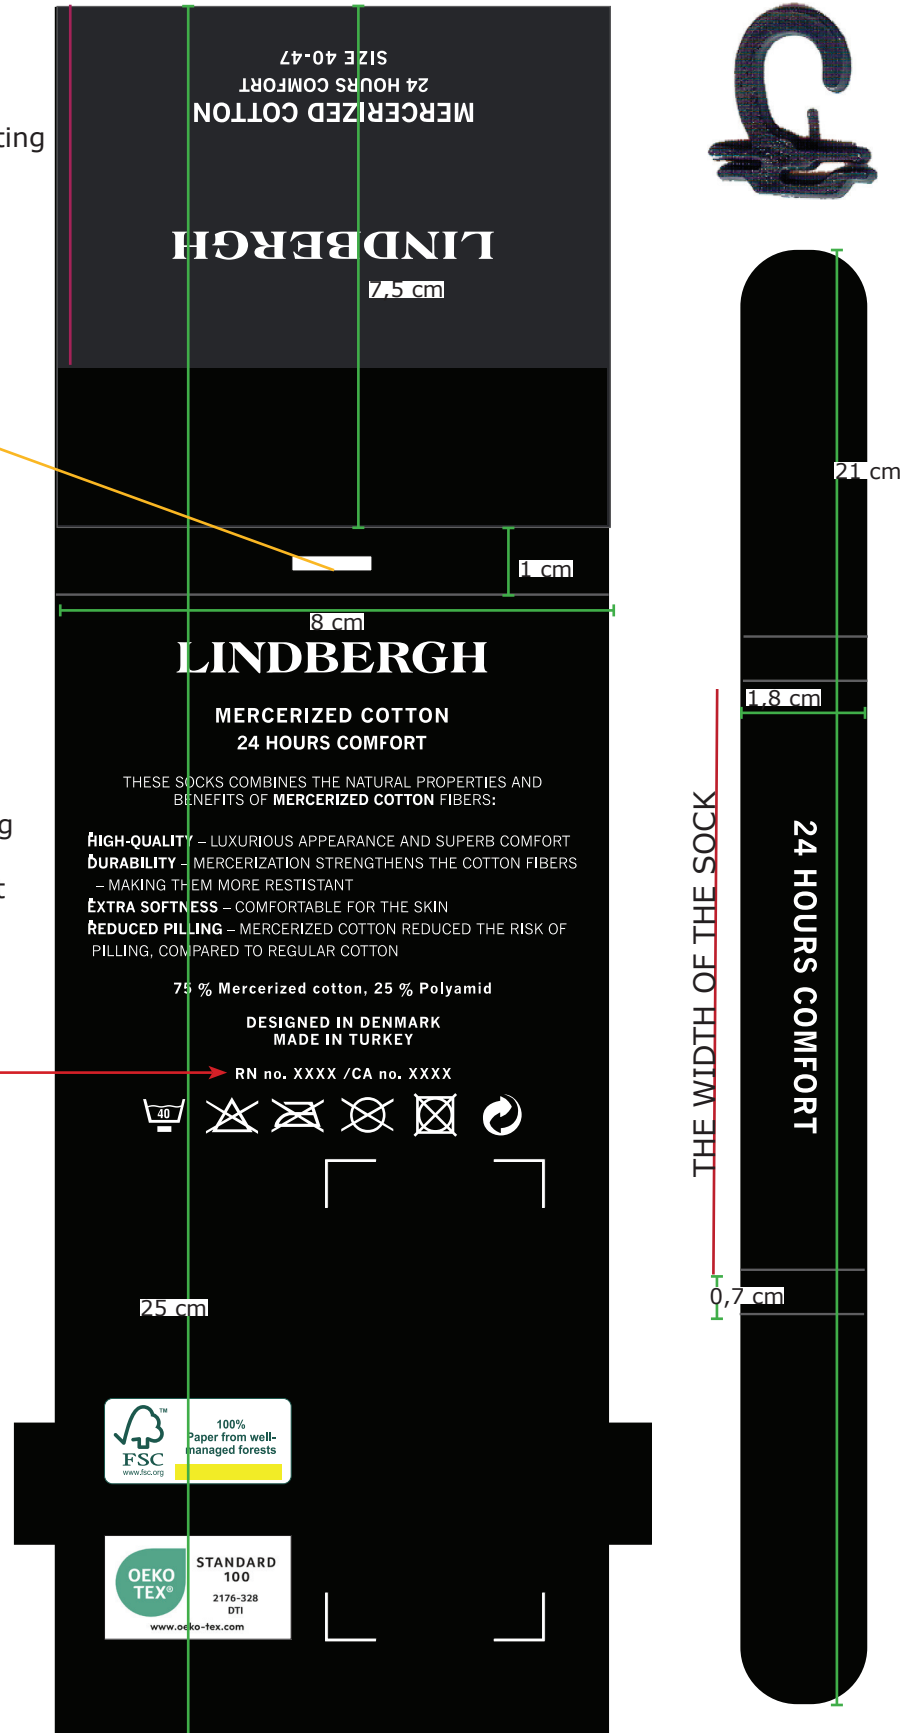 SIZE 40-47
24 HOURS COMFORT
MERCERIZED COTTON
ting
LINDBERGH
7,5 cm
21 cm
1 cm
8 cm
LINDBERGH
1,8 cm
MERCERIZED COTTON
24 HOURS COMFORT
THESE SOCKS COMBINES THE NATURAL PROPERTIES AND
BENEFITS OF MERCERIZED COTTON FIBERS:
g
HIGH-QUALITY – LUXURIOUS APPEARANCE AND SUPERB COMFORT
DURABILITY – MERCERIZATION STRENGTHENS THE COTTON FIBERS
– MAKING THEM MORE RESTISTANT
t
EXTRA SOFTNESS – COMFORTABLE FOR THE SKIN
REDUCED PILLING – MERCERIZED COTTON REDUCED THE RISK OF
PILLING, COMPARED TO REGULAR COTTON
75 % Mercerized cotton, 25 % Polyamid
DESIGNED IN DENMARK
MADE IN TURKEY
RN no. XXXX /CA no. XXXX
40
THE WIDTH OF THE SOCK
24 HOURS COMFORT
0,7 cm
25 cm
TM
FSC
www.fsc.org
100%
Paper from well-
managed forests
OEKO
TEX®
STANDARD
100
2176-328
DTI
www.oeko-tex.com